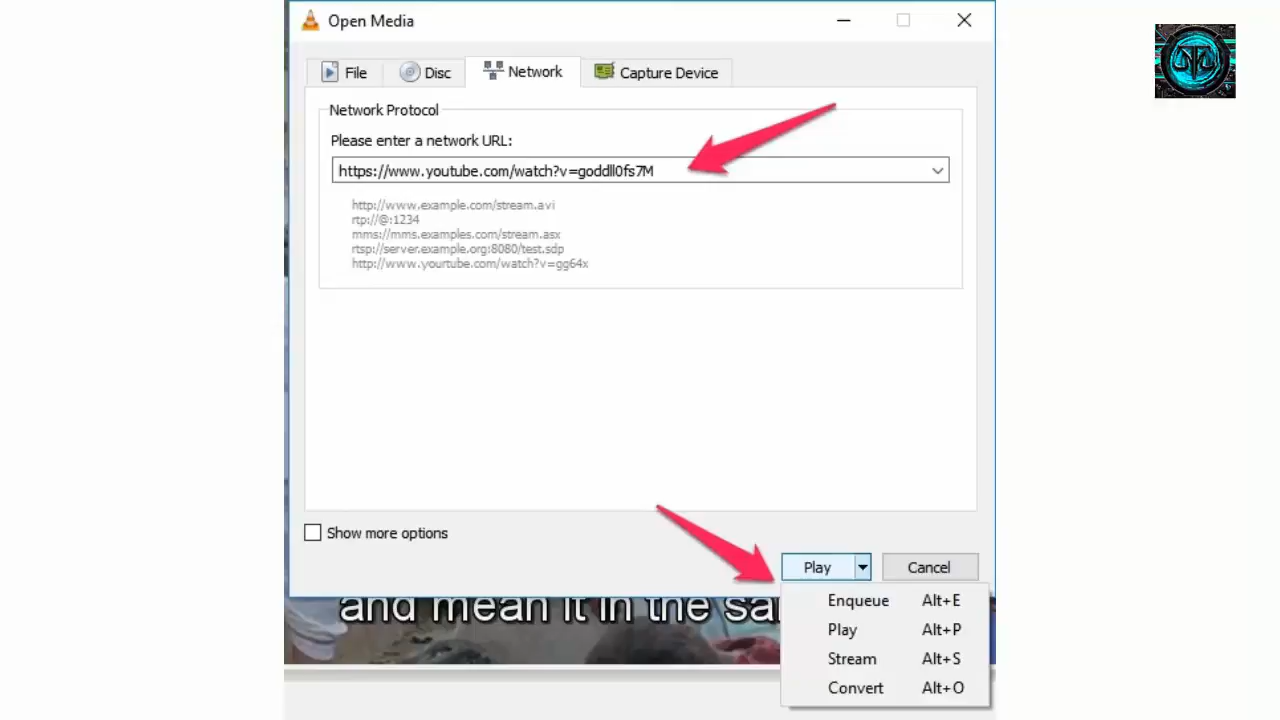 Open Media
File
Disc
Network
Capture Device
Network Protocol
Please enter a network URL:
https://www.youtube.com/watch?v=goddll0fs7M
http://www.example.com/stream.avi
rtp://@:1234
mms://mms.examples.com/stream.asx
rtsp://server.example.org:8080/test.sdp
http://www.yourtube.com/watch?v=gg64x
Show more options
Play
Cancel
Enqueue Alt+E
Play Alt+P
Stream Alt+S
Convert Alt+O
and mean it in the